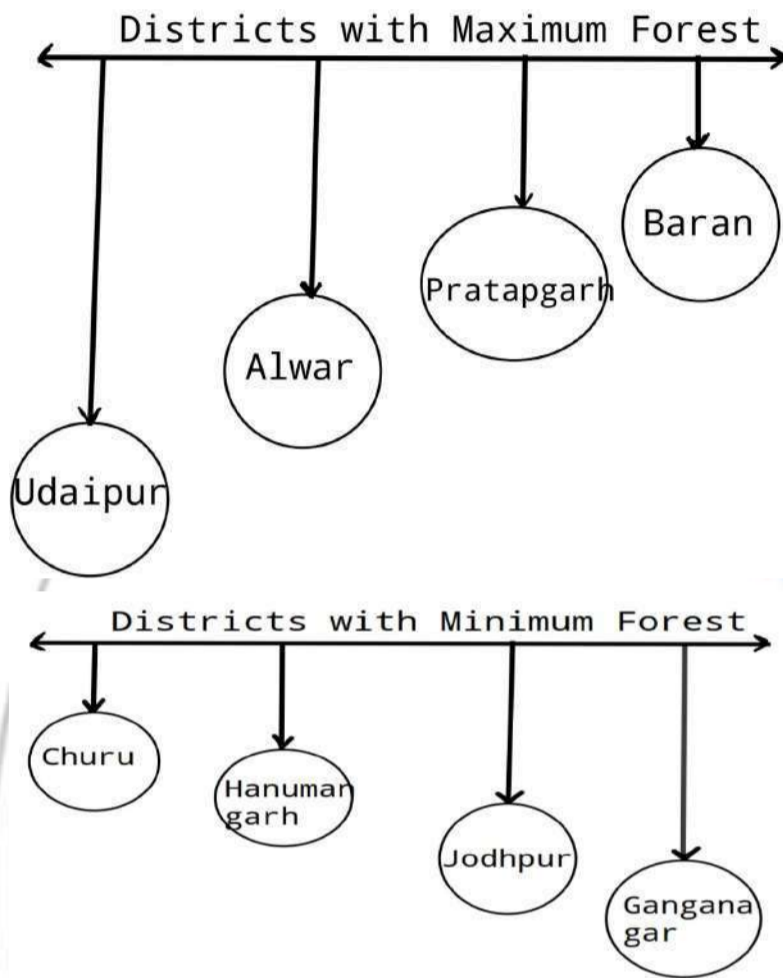 Districts with Maximum Forest
Baran
Pratapgarh
Alwar
Udaipur
Districts with Minimum Forest
Churu
Hanuman
garh
Jodhpur
Gangana
gar